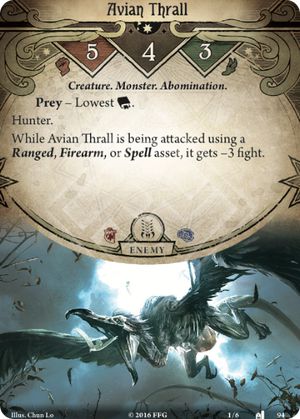 Avian Thrall
5 4 3
Creature. Monster. Abomination.
Prey – Lowest
Hunter.
While Avian Thrall is being attacked using a
Ranged, Firearm, or Spell asset, it gets –3 fight.
ENEMY
Illus. Chun Lo © 2016 FFG 1/6 94